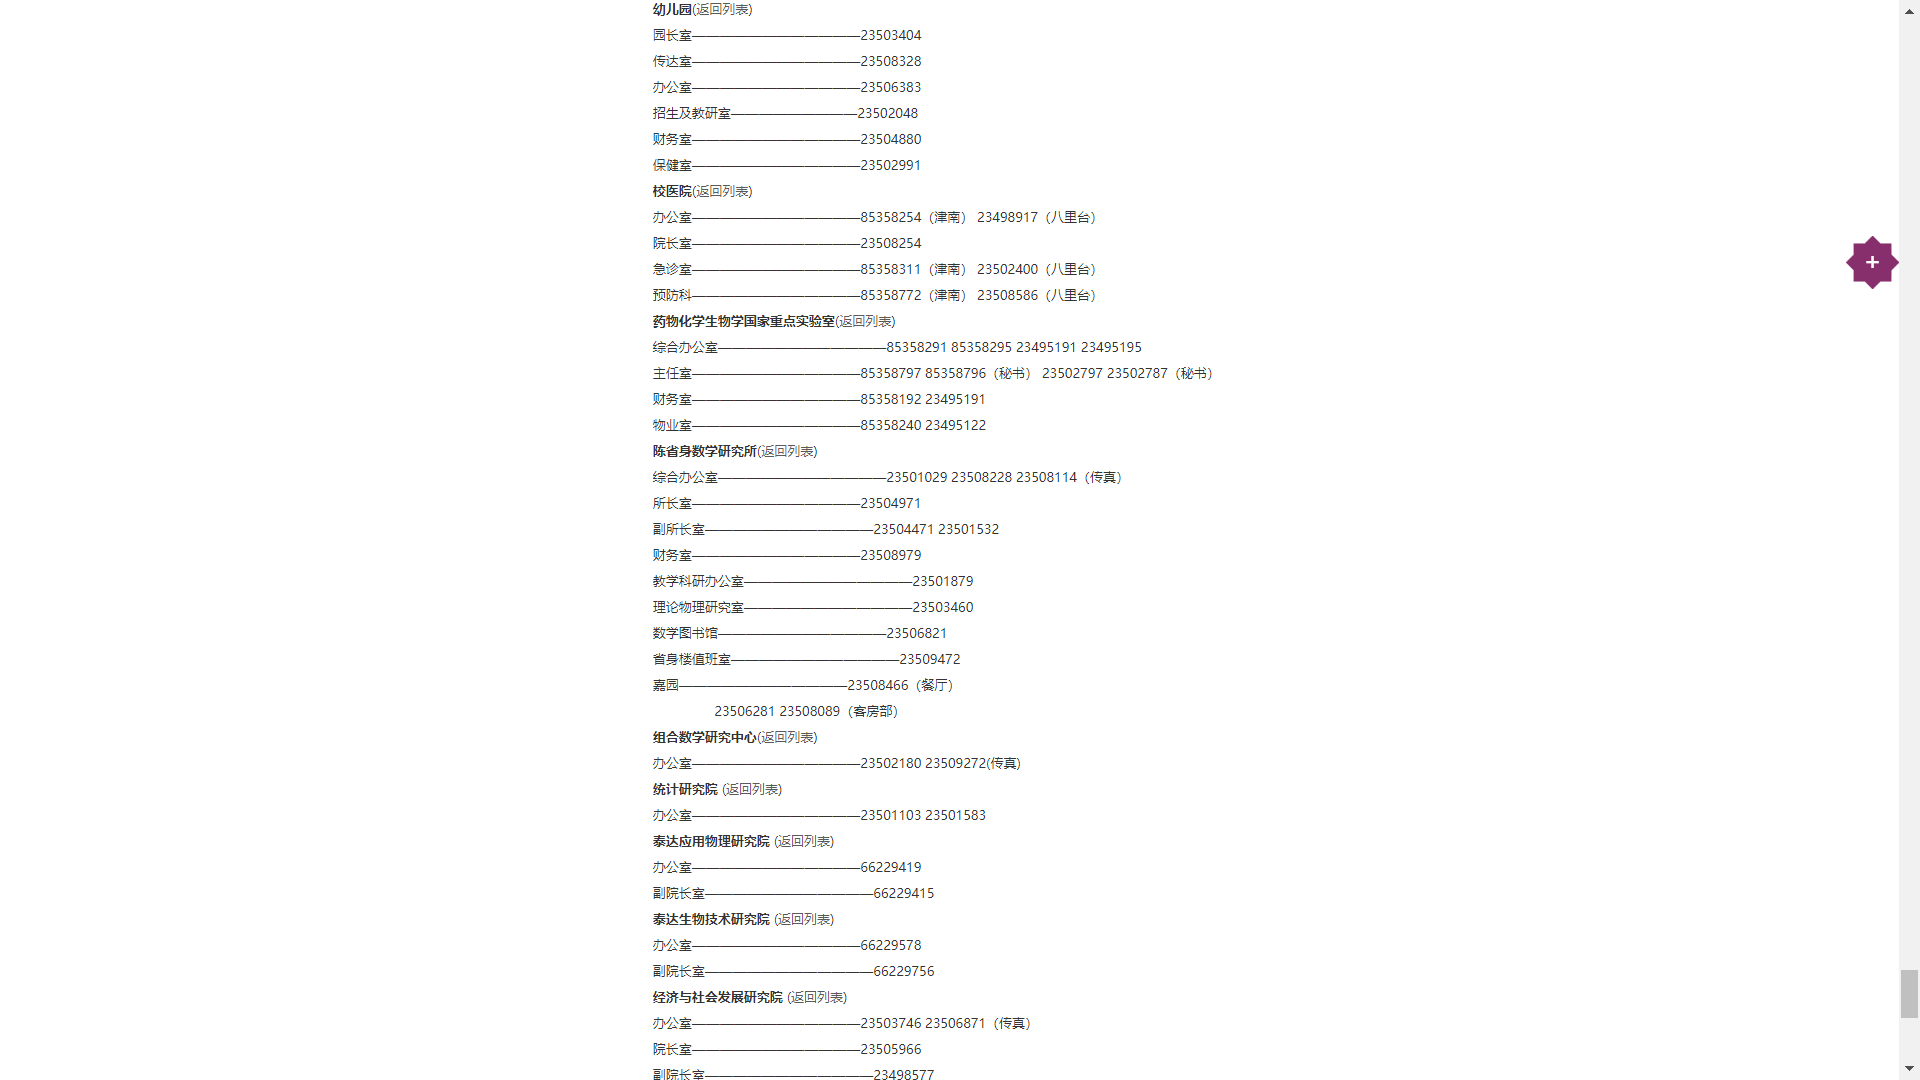 幼儿园(返回列表)
园长室————————————23503404
传达室————————————23508328
办公室————————————23506383
招生及教研室—————————23502048
财务室————————————23504880
保健室————————————23502991
校医院(返回列表)
办公室————————————85358254（津南） 23498917（八里台）
院长室————————————23508254
急诊室————————————85358311（津南） 23502400（八里台）
预防科————————————85358772（津南） 23508586（八里台）
药物化学生物学国家重点实验室(返回列表)
综合办公室————————————85358291 85358295 23495191 23495195
主任室————————————85358797 85358796（秘书） 23502797 23502787（秘书）
财务室————————————85358192 23495191
物业室————————————85358240 23495122
陈省身数学研究所(返回列表)
综合办公室————————————23501029 23508228 23508114（传真）
所长室————————————23504971
副所长室————————————23504471 23501532
财务室————————————23508979
教学科研办公室————————————23501879
理论物理研究室————————————23503460
数学图书馆————————————23506821
省身楼值班室————————————23509472
嘉园————————————23508466（餐厅）
23506281 23508089（客房部）
组合数学研究中心(返回列表)
办公室————————————23502180 23509272(传真)
统计研究院 (返回列表)
办公室————————————23501103 23501583
泰达应用物理研究院 (返回列表)
办公室————————————66229419
副院长室————————————66229415
泰达生物技术研究院 (返回列表)
办公室————————————66229578
副院长室————————————66229756
经济与社会发展研究院 (返回列表)
办公室————————————23503746 23506871（传真）
院长室————————————23505966
副院长室————————————23498577